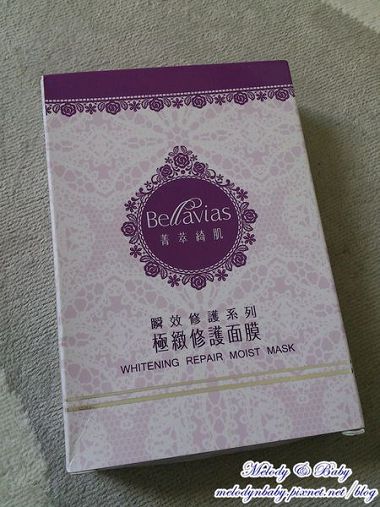 Bellavias
菁萃綺肌
瞬效修護系列
極緻修護面膜
WHITENING REPAIR MOIST MASK
Melody & Baby
melodynbaby.pixnet.net/blog